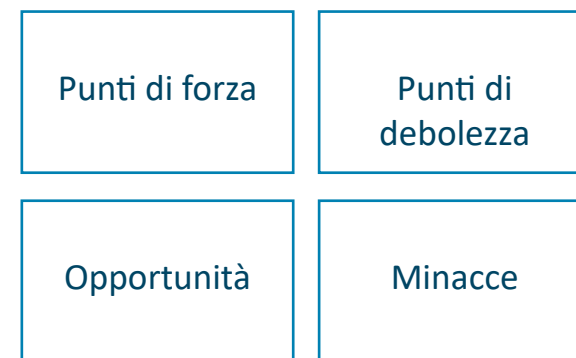 Punti di forza
Punti di
debolezza
Opportunità
Minacce